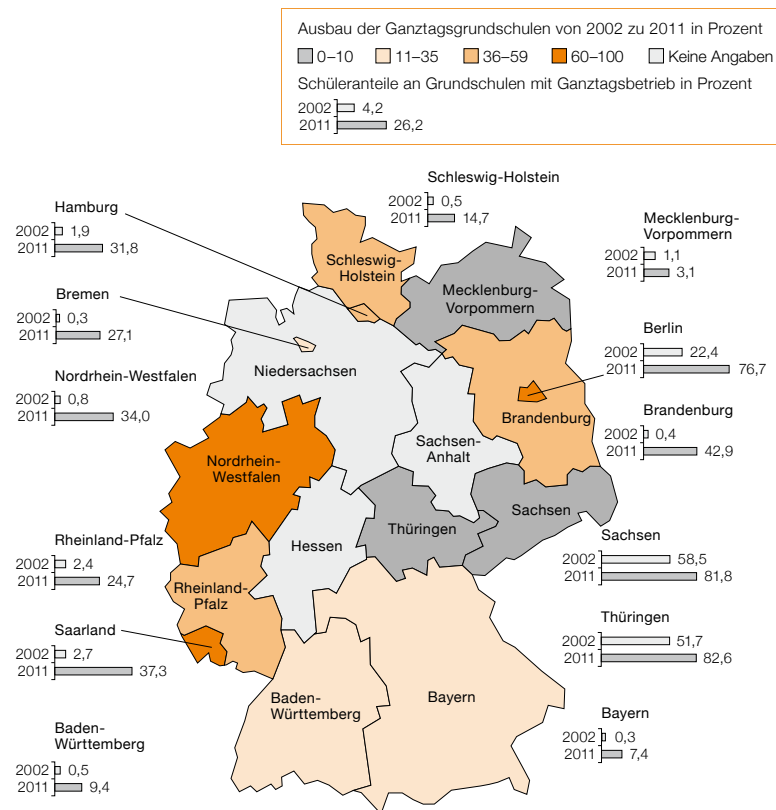 Ausbau der Ganztagsgrundschulen von 2002 zu 2011 in Prozent
0–10 11–35 36–59 60–100 Keine Angaben
Schüleranteile an Grundschulen mit Ganztagsbetrieb in Prozent
2002 4,2
2011 26,2
Schleswig-Holstein
2002 0,5
2011 14,7
Hamburg
2002 1,9
2011 31,8
Mecklenburg-
Vorpommern
2002 1,1
2011 3,1
Bremen
2002 0,3
2011 27,1
Berlin
2002 22,4
2011 76,7
Nordrhein-Westfalen
2002 0,8
2011 34,0
Brandenburg
2002 0,4
2011 42,9
Rheinland-Pfalz
2002 2,4
2011 24,7
Sachsen
2002 58,5
2011 81,8
Saarland
2002 2,7
2011 37,3
Thüringen
2002 51,7
2011 82,6
Baden-
Württemberg
2002 0,5
2011 9,4
Bayern
2002 0,3
2011 7,4
Schleswig-
Holstein
Mecklenburg-
Vorpommern
Niedersachsen
Brandenburg
Sachsen-
Anhalt
Nordrhein-
Westfalen
Sachsen
Thüringen
Hessen
Rheinland-
Pfalz
Baden-
Württemberg
Bayern